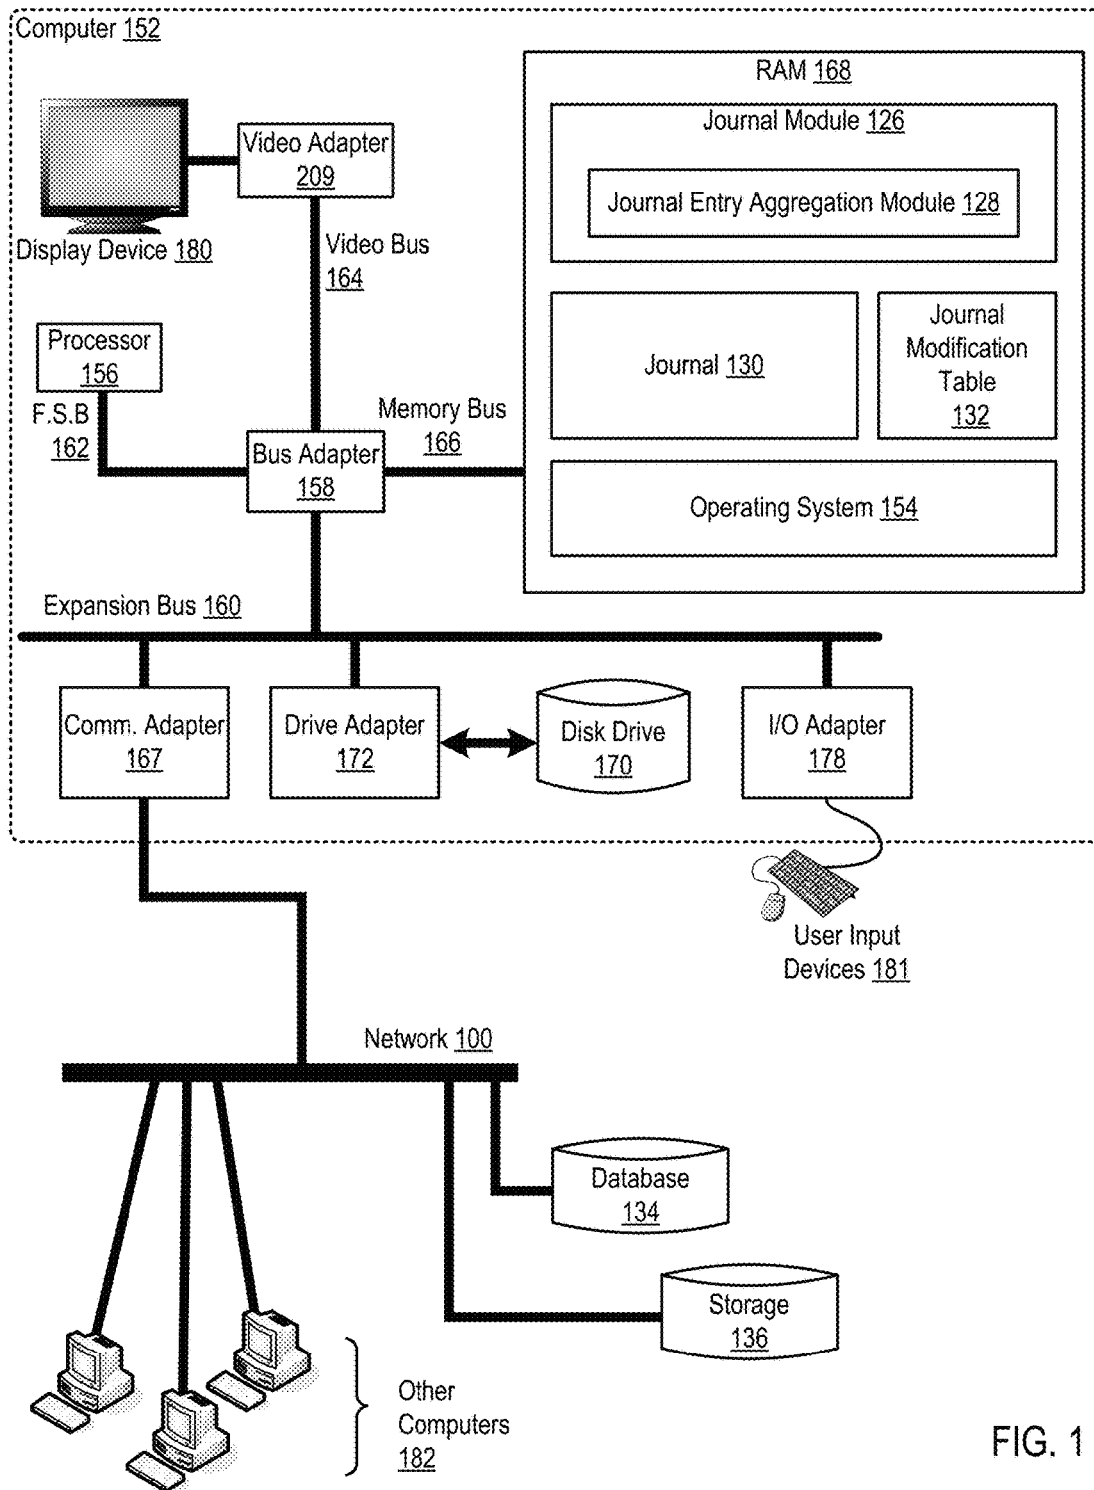 Computer 152
RAM 168
Journal Module 126
Journal Entry Aggregation Module 128
Video Adapter
209
Display Device 180
Video Bus
164
Journal 130
Journal
Modification
Table
132
Processor
156
F.S.B
162
Memory Bus
166
Bus Adapter
158
Operating System 154
Expansion Bus 160
Comm. Adapter
167
Drive Adapter
172
Disk Drive
170
I/O Adapter
178
User Input
Devices 181
Network 100
Database
134
Storage
136
Other
Computers
182
FIG. 1